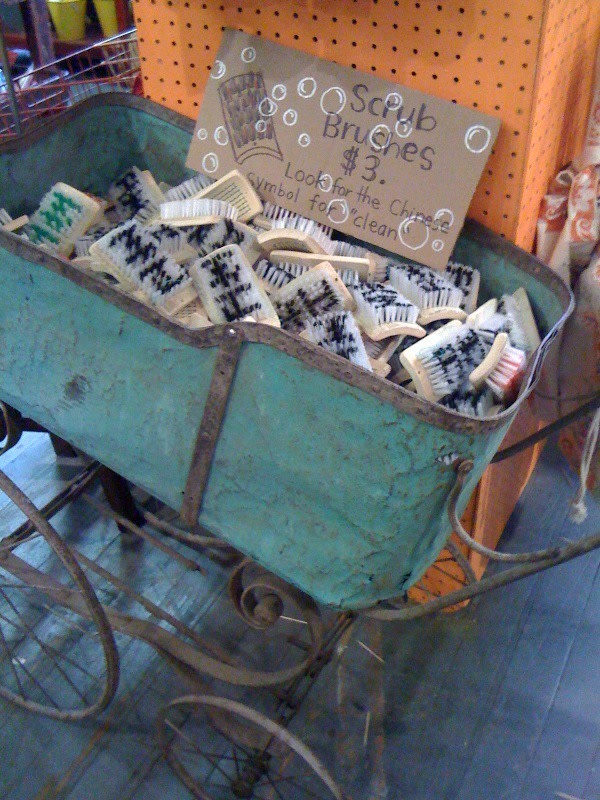 Scrub
Brushes
$3.
Look for the Chinese
symbol for "clean"